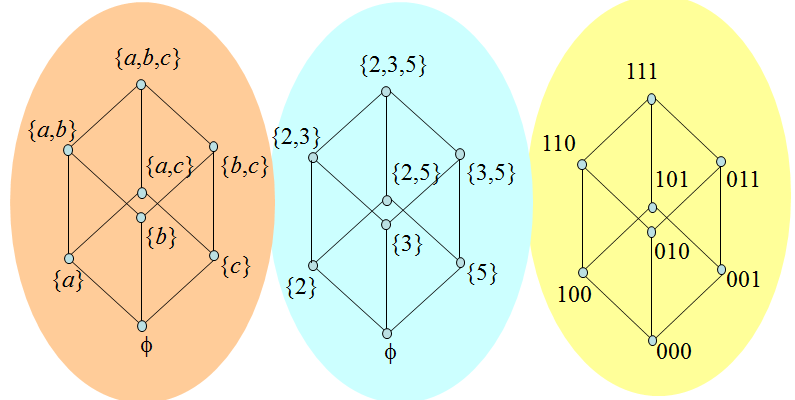 {a,b,c}
{a,b}
{a,c}
{b,c}
{b}
{a}
{c}
ϕ
{2,3,5}
{2,3}
{2,5}
{3,5}
{3}
{2}
{5}
ϕ
111
110
101
011
010
100
001
000